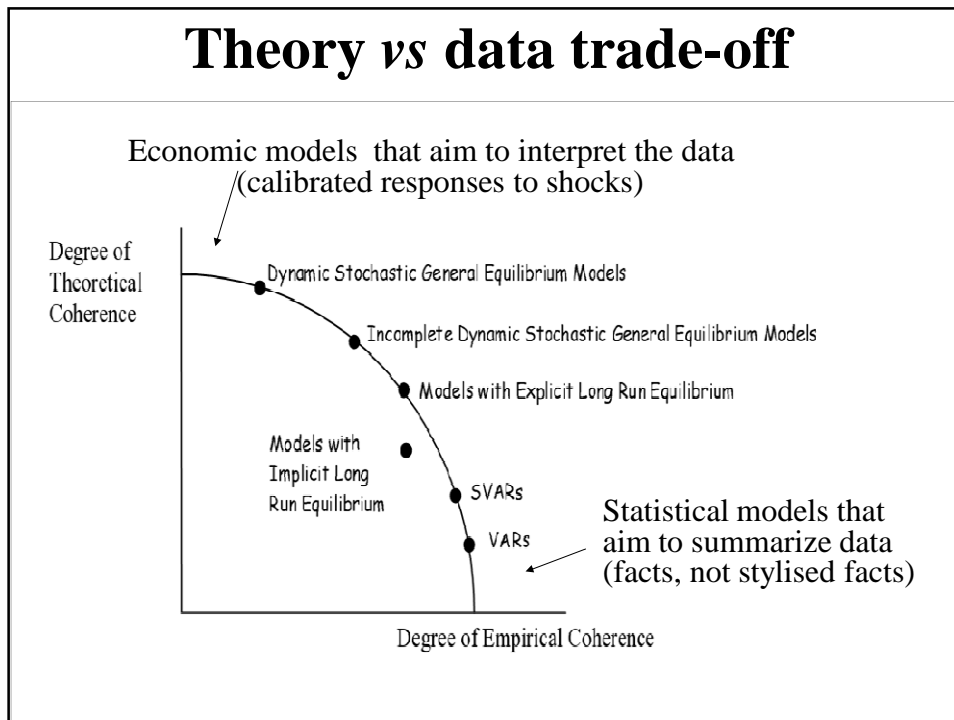 Theory vs data trade-off
Economic models that aim to interpret the data
(calibrated responses to shocks)
Degree of
Theoretical
Coherence
Dynamic Stochastic General Equilibrium Models
Incomplete Dynamic Stochastic General Equilibrium Models
Models with Explicit Long Run Equilibrium
Models with
Implicit Long
Run Equilibrium
SVARs
VARs
Statistical models that
aim to summarize data
(facts, not stylised facts)
Degree of Empirical Coherence